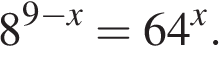 8^{9-x} = 64^x.